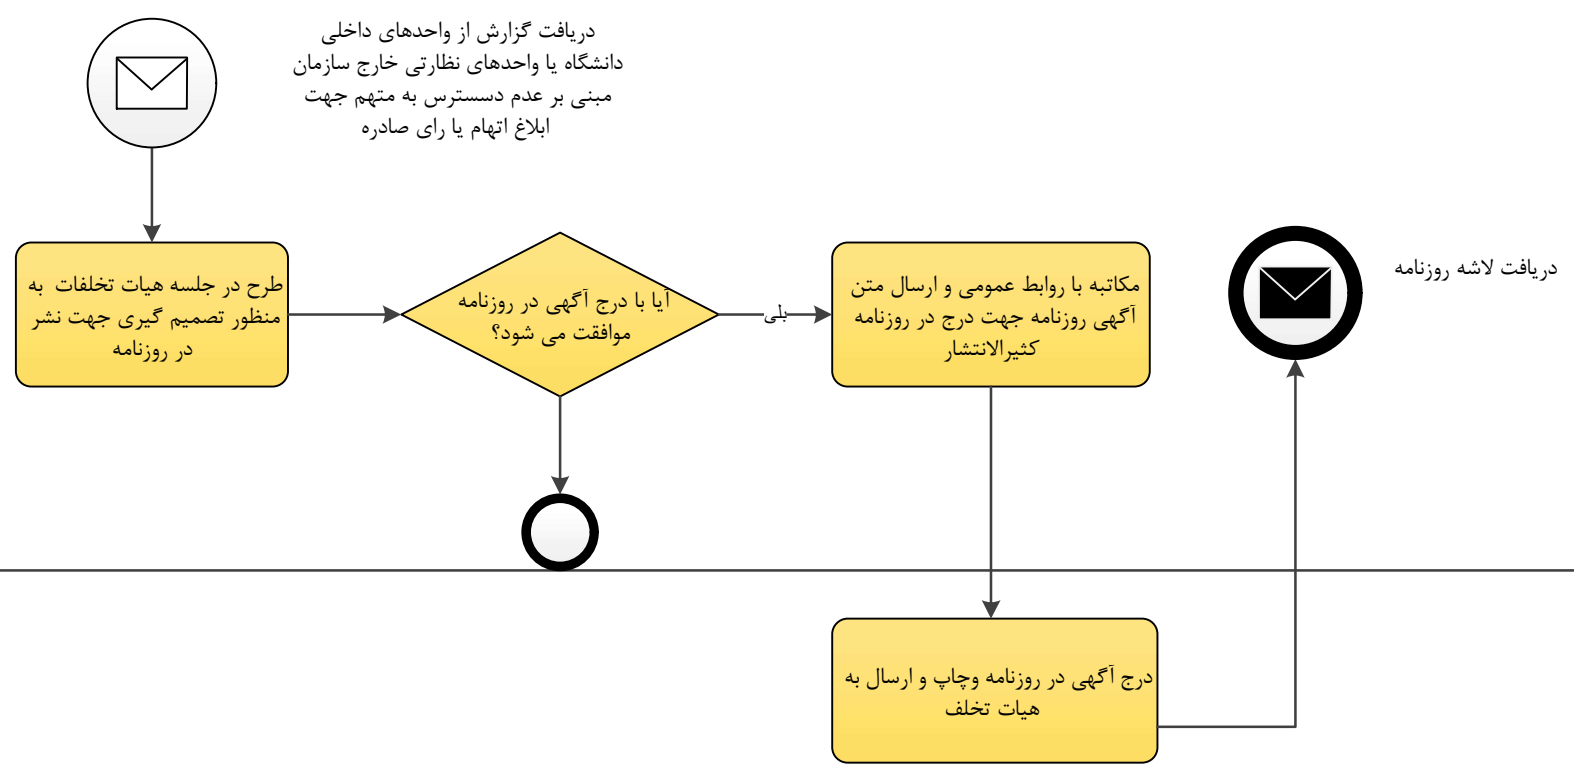 دریافت گزارش از واحدهای داخلی
دانشگاه یا واحدهای نظارتی خارج سازمان
مبنی بر عدم دسسترس به متهم جهت
ابلاغ اتهام یا رای صادره
طرح در جلسه هیات تخلفات به
منظور تصمیم گیری جهت نشر
در روزنامه
آیا با درج آگهی در روزنامه
موافقت می شود؟
بلی
مکاتبه با روابط عمومی و ارسال متن
آگهی روزنامه جهت درج در روزنامه
کثیرالانتشار
دریافت لاشه روزنامه
درج آگهی در روزنامه وچاپ و ارسال به
هیات تخلف